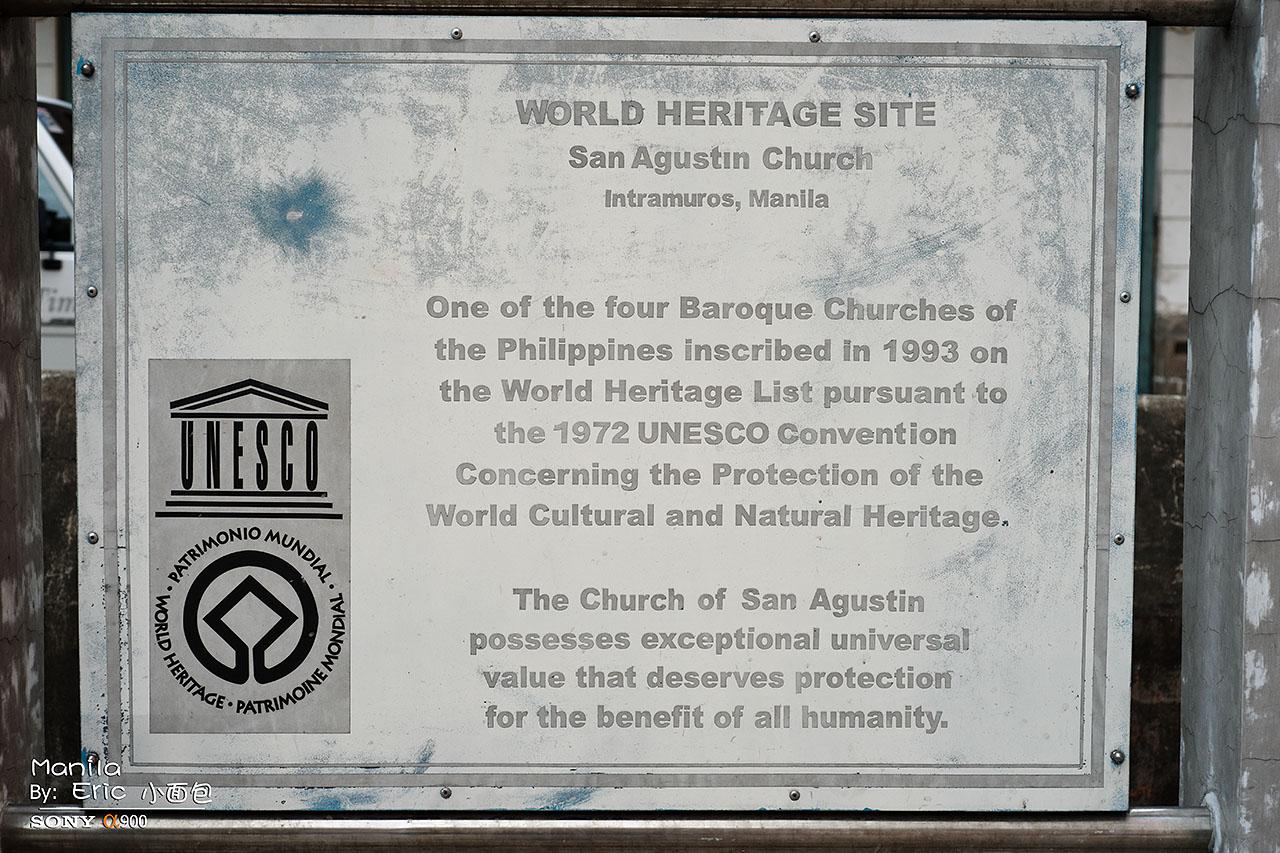 WORLD HERITAGE SITE
San Agustin Church
Intramuros, Manila
One of the four Baroque Churches of
the Philippines inscribed in 1993 on
the World Heritage List pursuant to
the 1972 UNESCO Convention
Concerning the Protection of the
World Cultural and Natural Heritage.
The Church of San Agustin
possesses exceptional universal
value that deserves protection
for the benefit of all humanity.
UNESCO
WORLD HERITAGE · PATRIMONIO MUNDIAL · PATRIMOINE MONDIAL
Manila
By: Eric 小面包
SONY α900